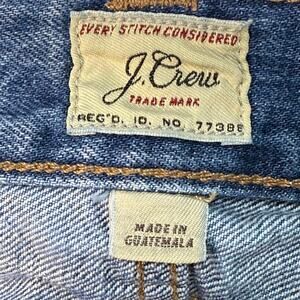 EVERY STITCH CONSIDERED
J.Crew
TRADE MARK
REG'D. ID. NO. 77388
MADE IN
GUATEMALA